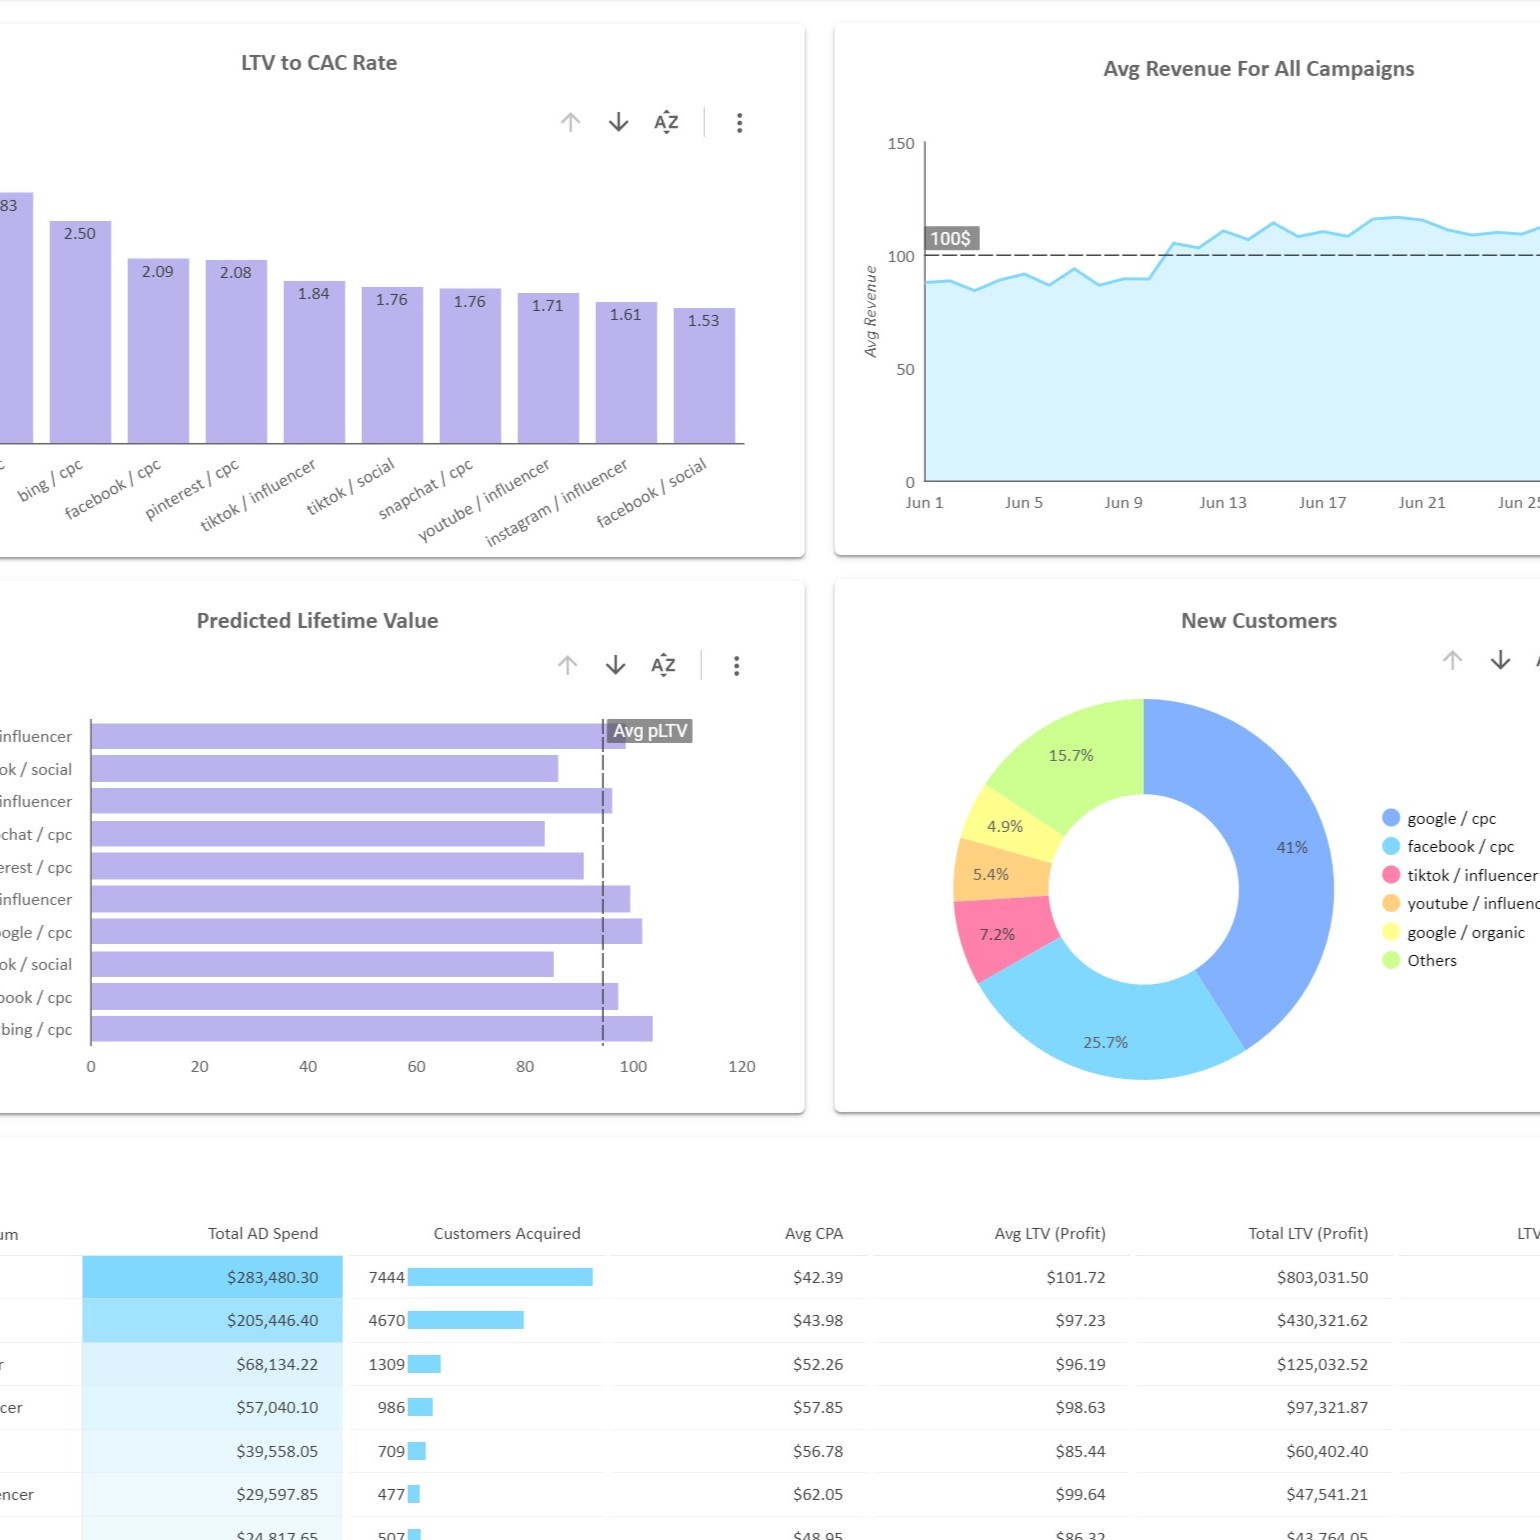 LTV to CAC Rate
AZ
83
2.50
2.09
2.08
1.84
1.76
1.76
1.71
1.61
1.53
bing / cpc
facebook / cpc
pinterest / cpc
tiktok / influencer
tiktok / social
snapchat / cpc
youtube / influencer
instagram / influencer
facebook / social
Avg Revenue For All Campaigns
150
100$
100
Avg Revenue
50
0
Jun 1 Jun 5 Jun 9 Jun 13 Jun 17 Jun 21 Jun 25
Predicted Lifetime Value
AZ
Avg pLTV
influencer
ok / social
influencer
chat / cpc
erest / cpc
influencer
ogle / cpc
ok / social
book / cpc
bing / cpc
0 20 40 60 80 100 120
New Customers
15.7%
4.9%
5.4%
7.2%
25.7%
41%
google / cpc
facebook / cpc
tiktok / influencer
youtube / influenc
google / organic
Others
um Total AD Spend Customers Acquired Avg CPA Avg LTV (Profit) Total LTV (Profit) LTV
$283,480.30 7444 $42.39 $101.72 $803,031.50
$205,446.40 4670 $43.98 $97.23 $430,321.62
r $68,134.22 1309 $52.26 $96.19 $125,032.52
cer $57,040.10 986 $57.85 $98.63 $97,321.87
$39,558.05 709 $56.78 $85.44 $60,402.40
encer $29,597.85 477 $62.05 $99.64 $47,541.21
$24,817.65 507 $48.95 $86.32 $43,764.05